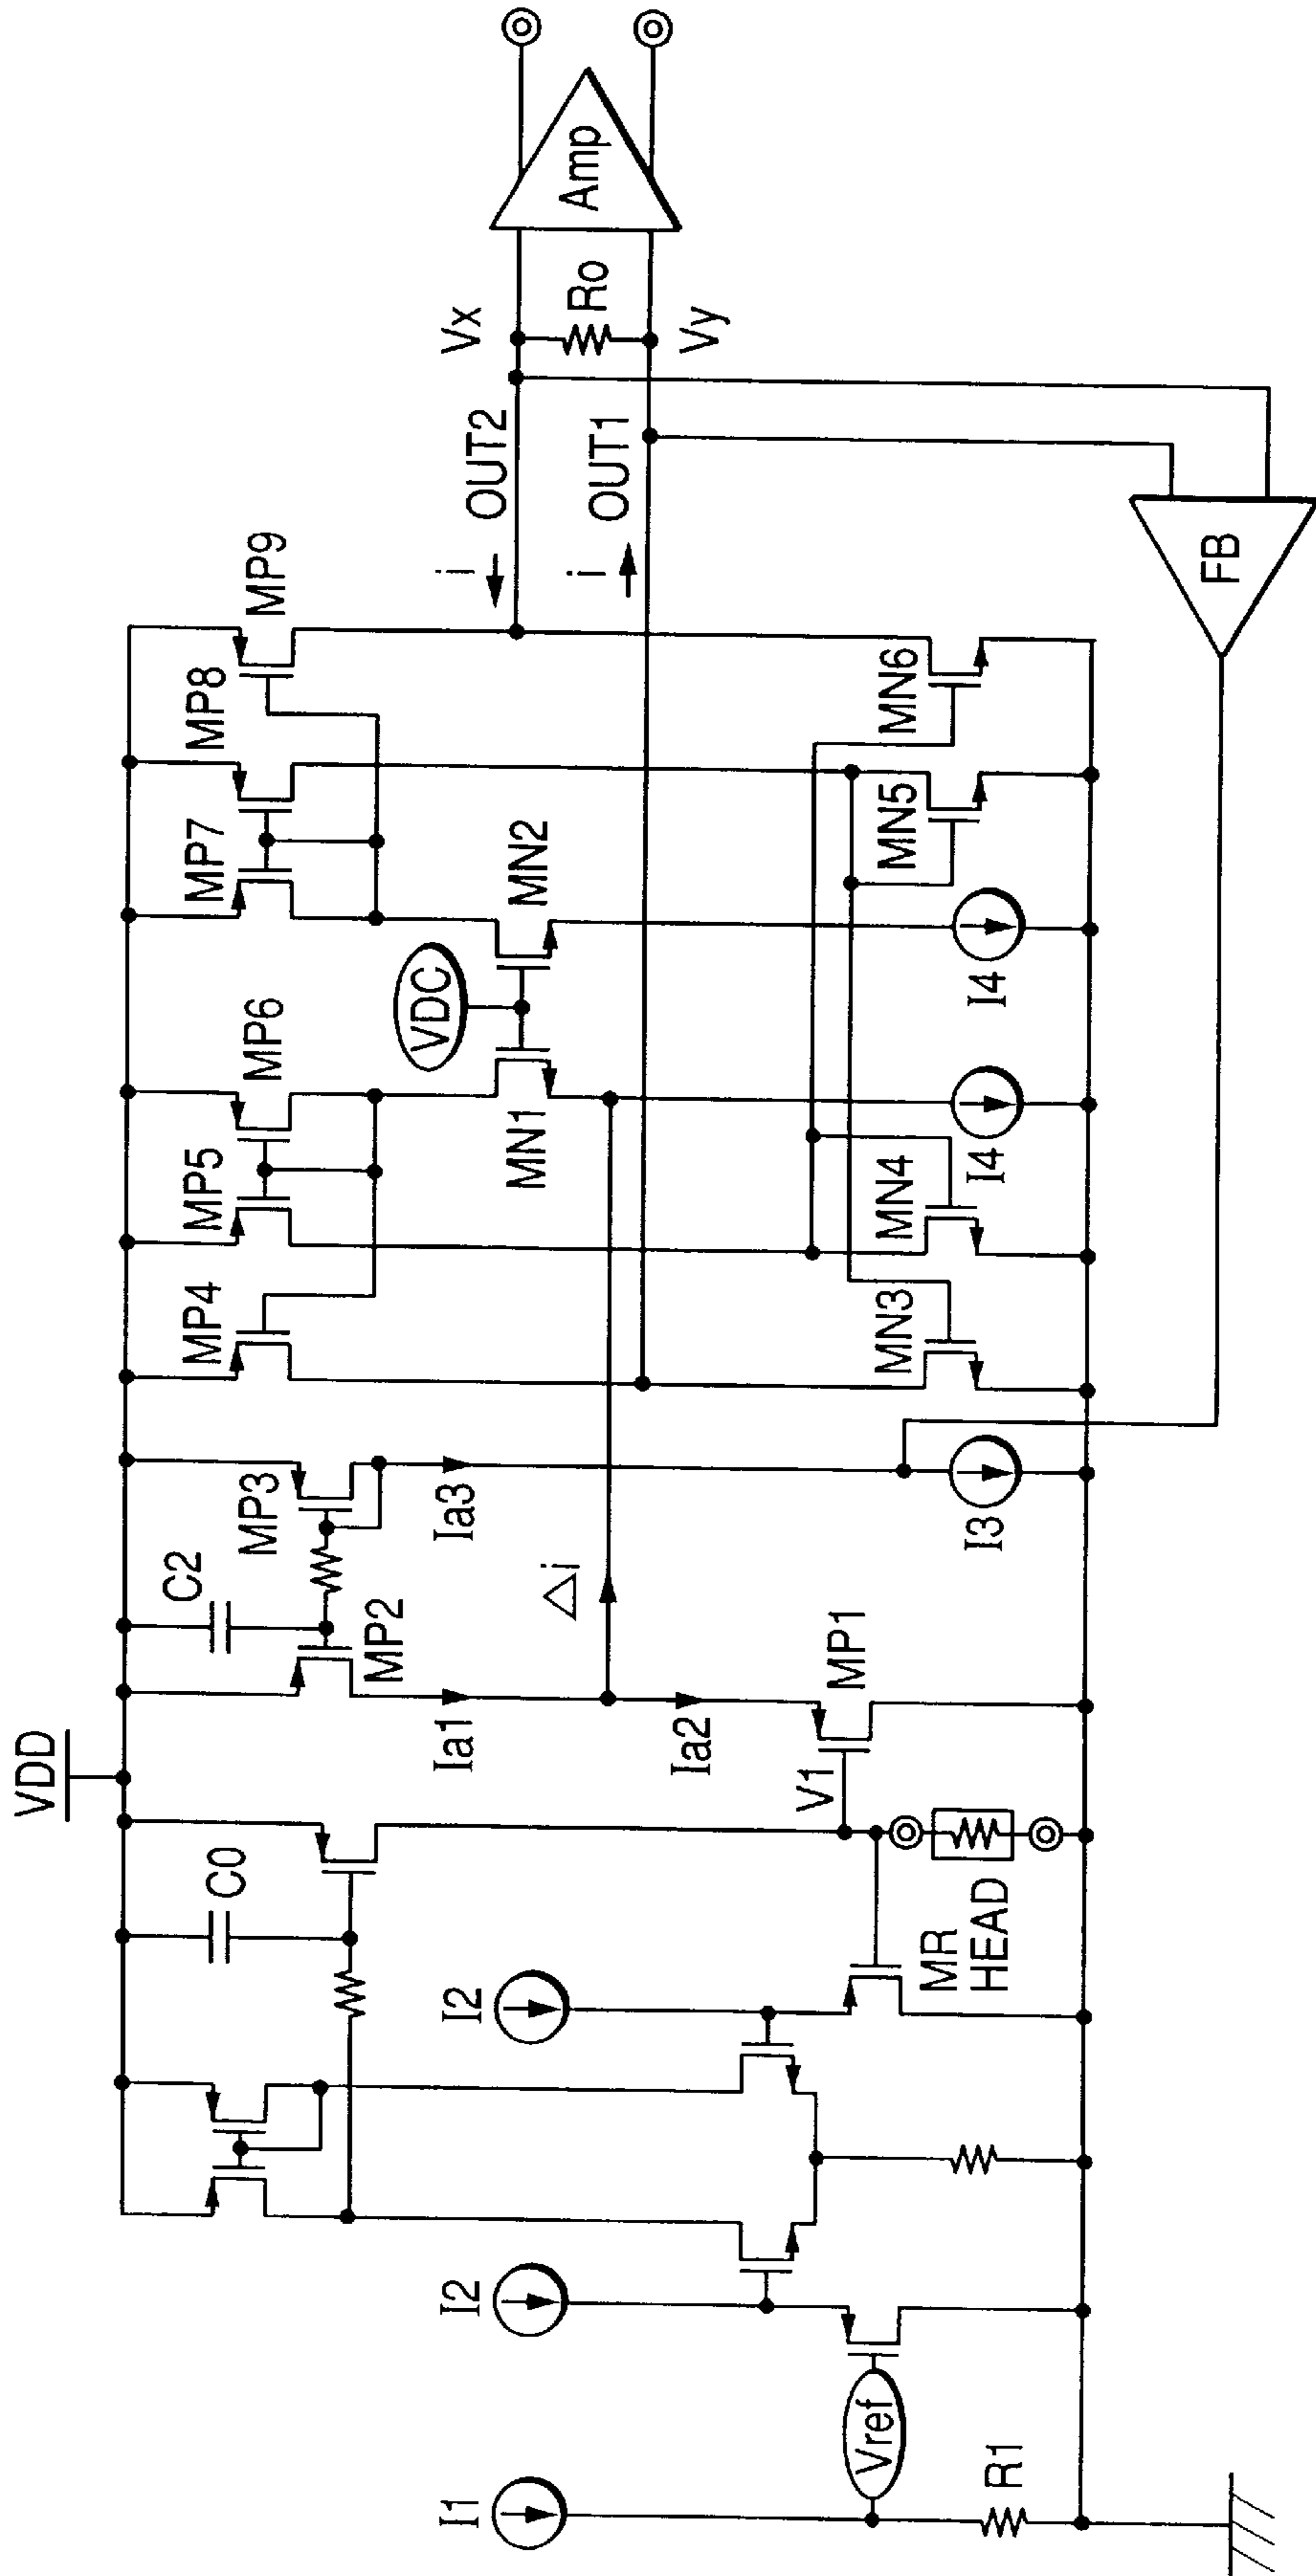 VDD
I1
Vref
R1
I2
I2
C0
V1
MR
HEAD
MP1
Ia1
Ia2
MP2
C2
MP3
Ia3
△i
I3
MP4
MP5
MP6
MN1
VDC
MN2
MP7
MP8
MP9
MN3
MN4
I4
I4
MN5
MN6
i
OUT2
i
OUT1
Vx
Ro
Vy
Amp
FB